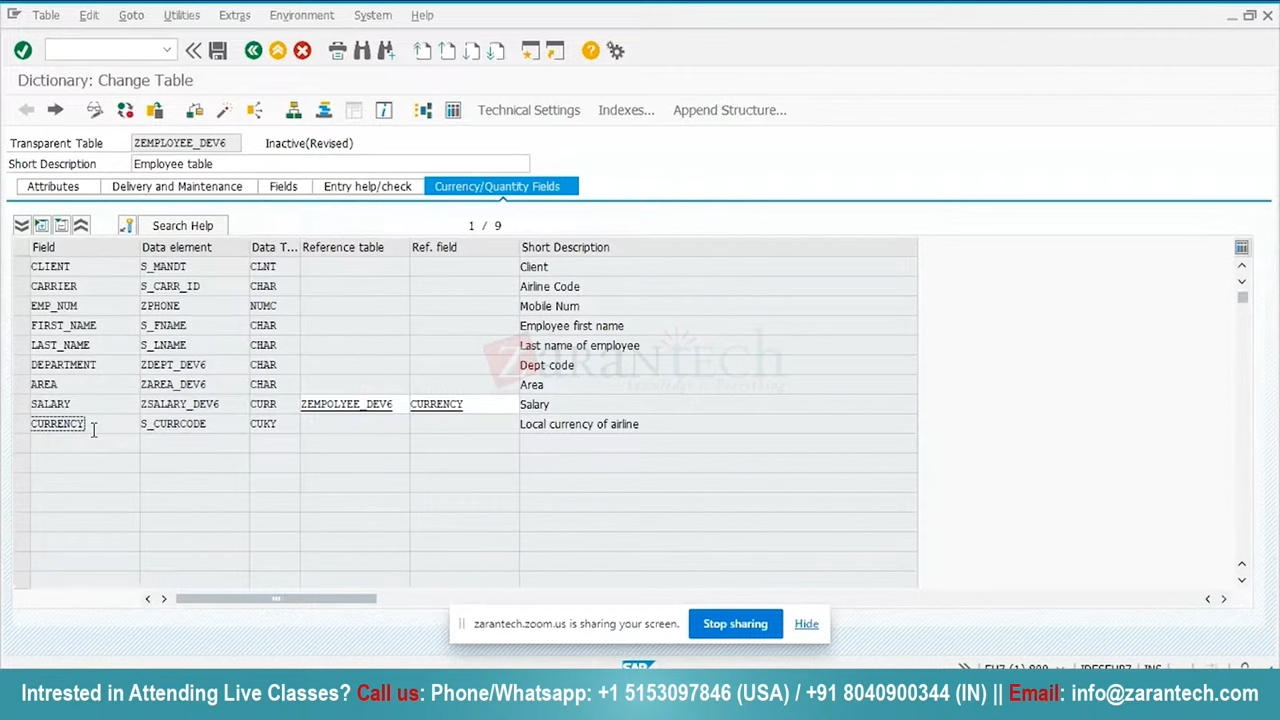 Table Edit Goto Utilities Extras Environment System Help
Dictionary: Change Table
Technical Settings Indexes... Append Structure...
Transparent Table ZEMPLOYEE_DEV6 Inactive(Revised)
Short Description Employee table
Attributes Delivery and Maintenance Fields Entry help/check Currency/Quantity Fields
Search Help 1 / 9
Field Data element Data T... Reference table Ref. field Short Description
CLIENT S_MANDT CLNT Client
CARRIER S_CARR_ID CHAR Airline Code
EMP_NUM ZPHONE NUMC Mobile Num
FIRST_NAME S_FNAME CHAR Employee first name
LAST_NAME S_LNAME CHAR Last name of employee
ZaranTech
DEPARTMENT ZDEPT_DEV6 CHAR Dept code
AREA ZAREA_DEV6 CHAR Area
SALARY ZSALARY_DEV6 CURR ZEMPOLYEE_DEV6 CURRENCY Salary
CURRENCY S_CURRCODE CUKY Local currency of airline
zarantech.zoom.us is sharing your screen. Stop sharing Hide
SAP
Intrested in Attending Live Classes? Call us: Phone/Whatsapp: +1 5153097846 (USA) / +91 8040900344 (IN) || Email: info@zarantech.com